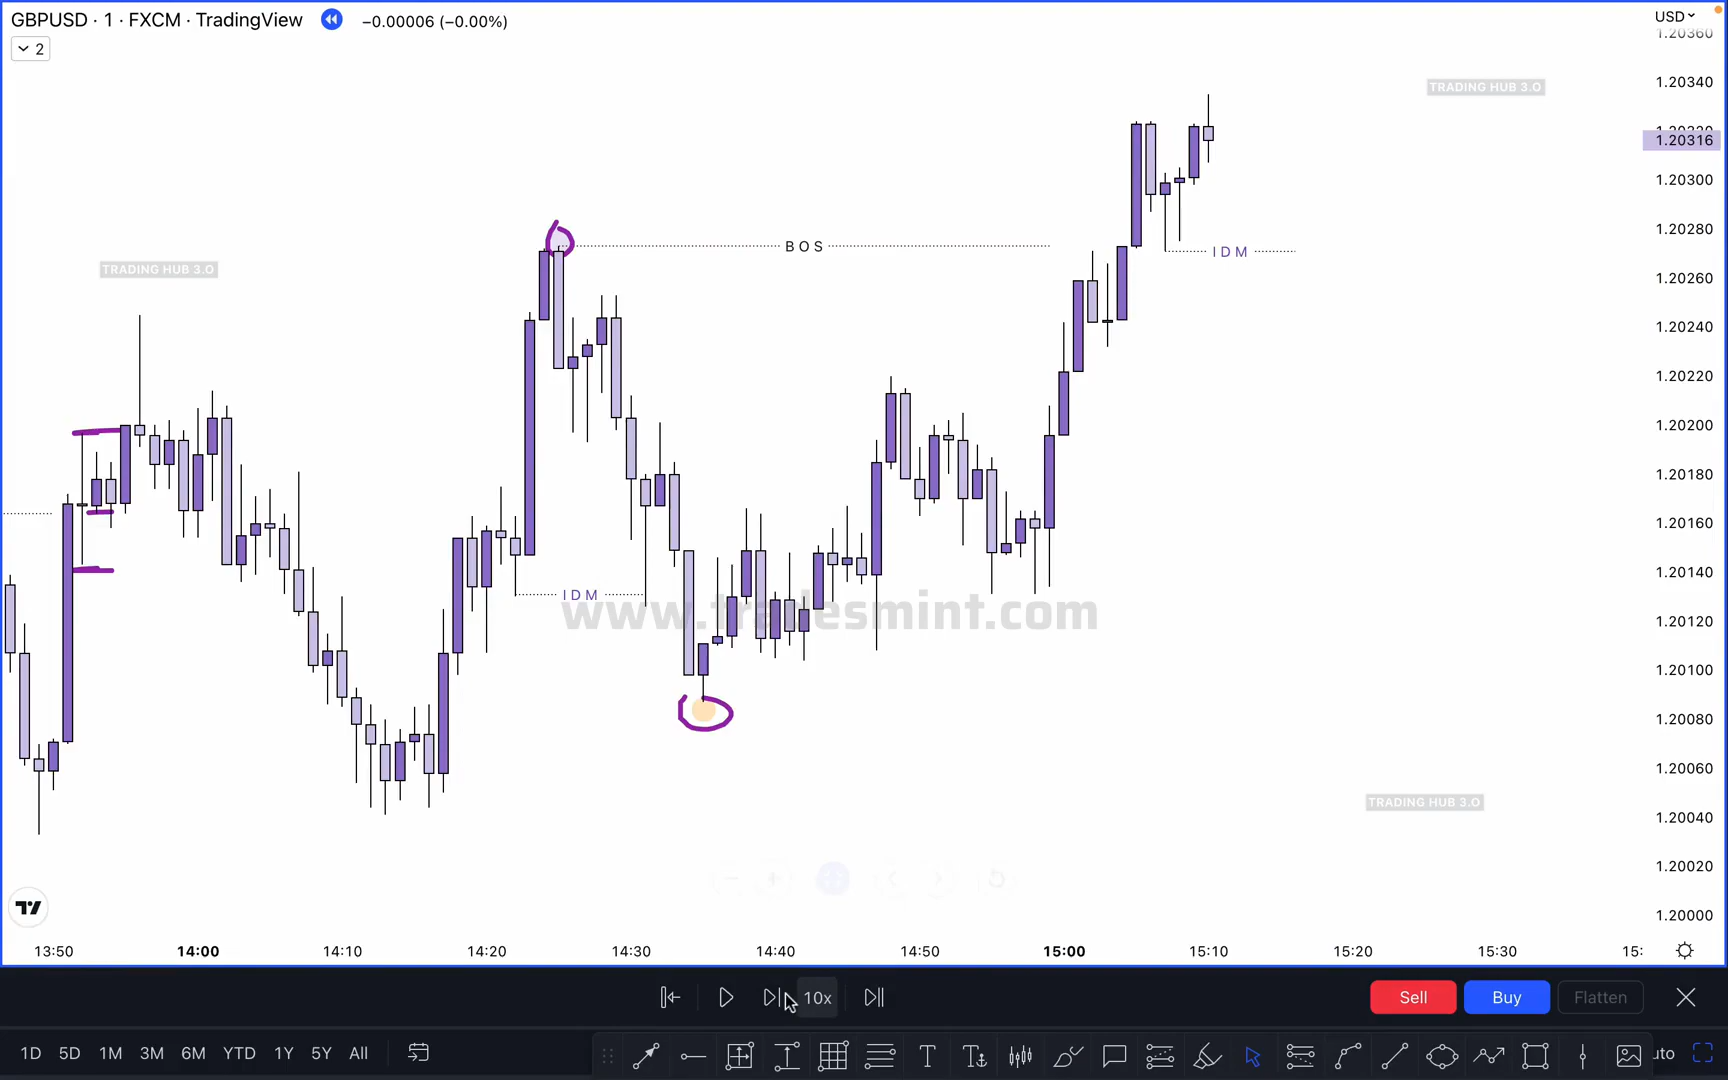 GBPUSD · 1 · FXCM · TradingView −0.00006 (−0.00%)
USD
2
1.20360
1.20340
TRADING HUB 3.0
1.20320
1.20316
1.20300
1.20280
BOS
IDM
TRADING HUB 3.0
1.20260
1.20240
1.20220
1.20200
1.20180
1.20160
1.20140
IDM
www.tradesmint.com
1.20120
1.20100
1.20080
1.20060
TRADING HUB 3.0
1.20040
1.20020
1.20000
13:50 14:00 14:10 14:20 14:30 14:40 14:50 15:00 15:10 15:20 15:30 15:
10x Sell Buy Flatten
1D 5D 1M 3M 6M YTD 1Y 5Y All uto